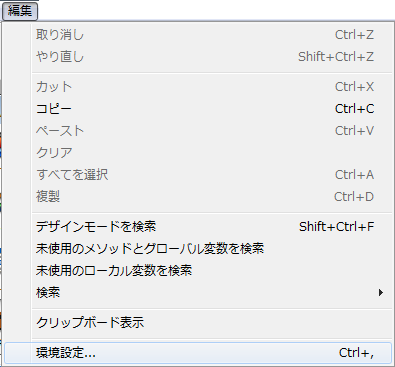 編集
取り消し Ctrl+Z
やり直し Shift+Ctrl+Z
カット Ctrl+X
コピー Ctrl+C
ペースト Ctrl+V
クリア
すべてを選択 Ctrl+A
複製 Ctrl+D
デザインモードを検索 Shift+Ctrl+F
未使用のメソッドとグローバル変数を検索
未使用のローカル変数を検索
検索
クリップボード表示
環境設定... Ctrl+,